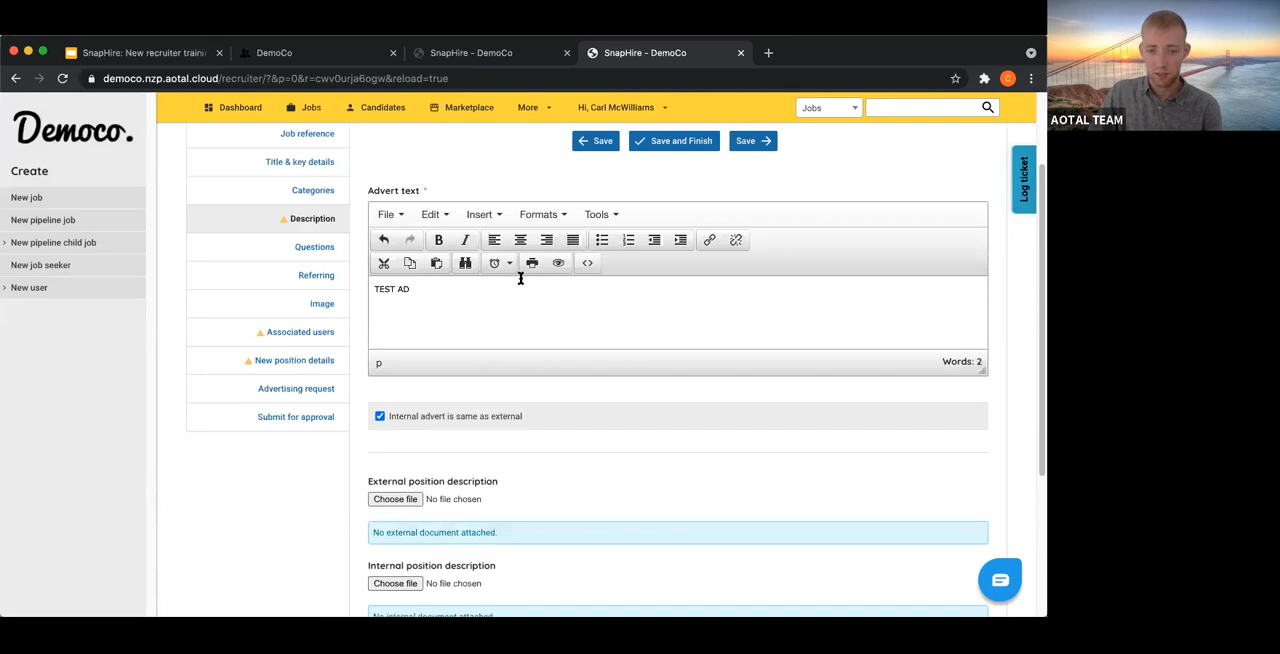 SnapHire: New recruiter traini
DemoCo
SnapHire - DemoCo
SnapHire - DemoCo
democo.nzp.aotal.cloud/recruiter/?&p=0&r=cwv0urja6ogw&reload=true
C
AOTAL TEAM
Democo.
Dashboard
Jobs
Candidates
Marketplace
More
Hi, Carl McWilliams
Jobs
Create
New job
New pipeline job
New pipeline child job
New job seeker
New user
Job reference
Title & key details
Categories
Description
Questions
Referring
Image
Associated users
New position details
Advertising request
Submit for approval
Save
Save and Finish
Save
Log ticket
Advert text *
File
Edit
Insert
Formats
Tools
B
I
TEST AD
p
Words: 2
Internal advert is same as external
External position description
Choose file No file chosen
No external document attached.
Internal position description
Choose file No file chosen
No internal document attached.